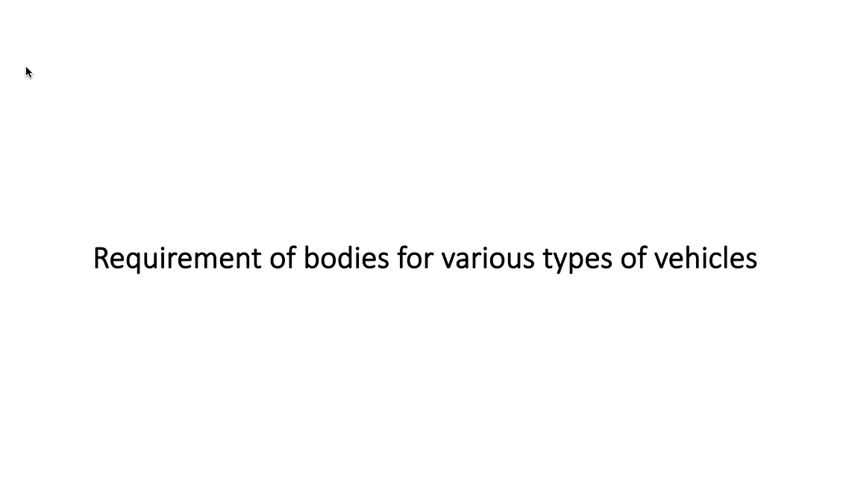 Requirement of bodies for various types of vehicles